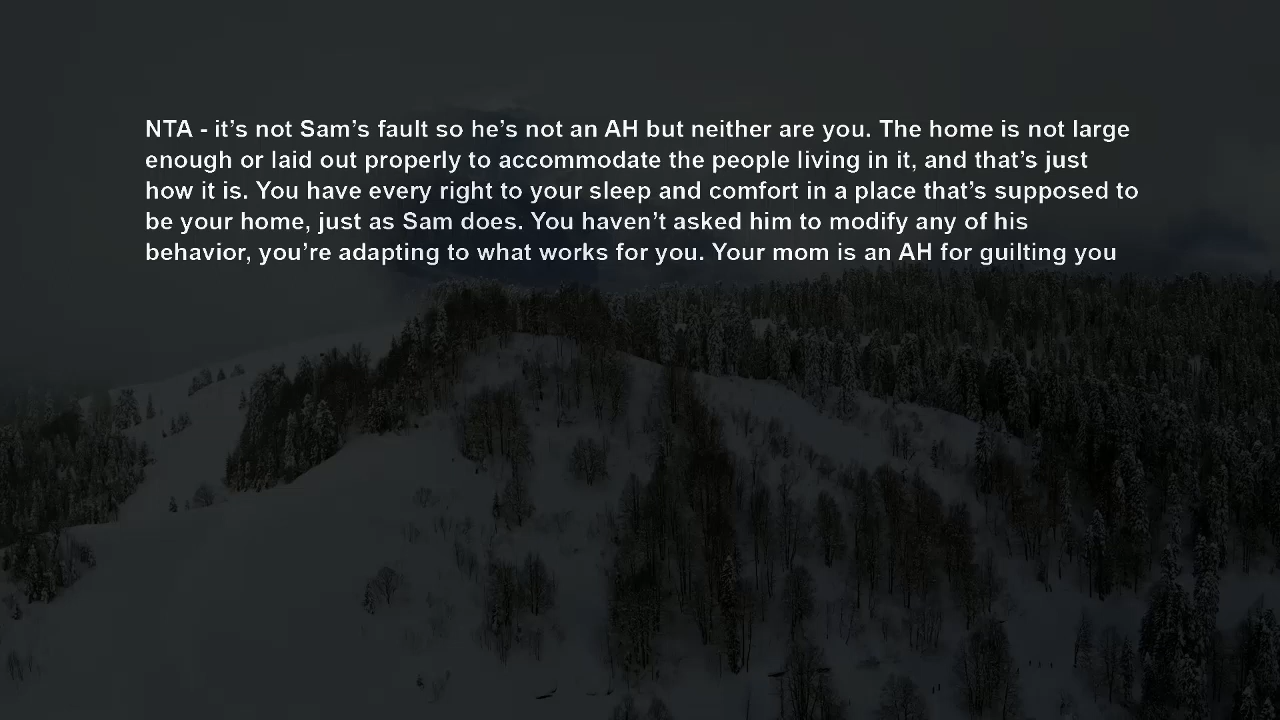 NTA - it’s not Sam’s fault so he’s not an AH but neither are you. The home is not large
enough or laid out properly to accommodate the people living in it, and that’s just
how it is. You have every right to your sleep and comfort in a place that’s supposed to
be your home, just as Sam does. You haven’t asked him to modify any of his
behavior, you’re adapting to what works for you. Your mom is an AH for guilting you